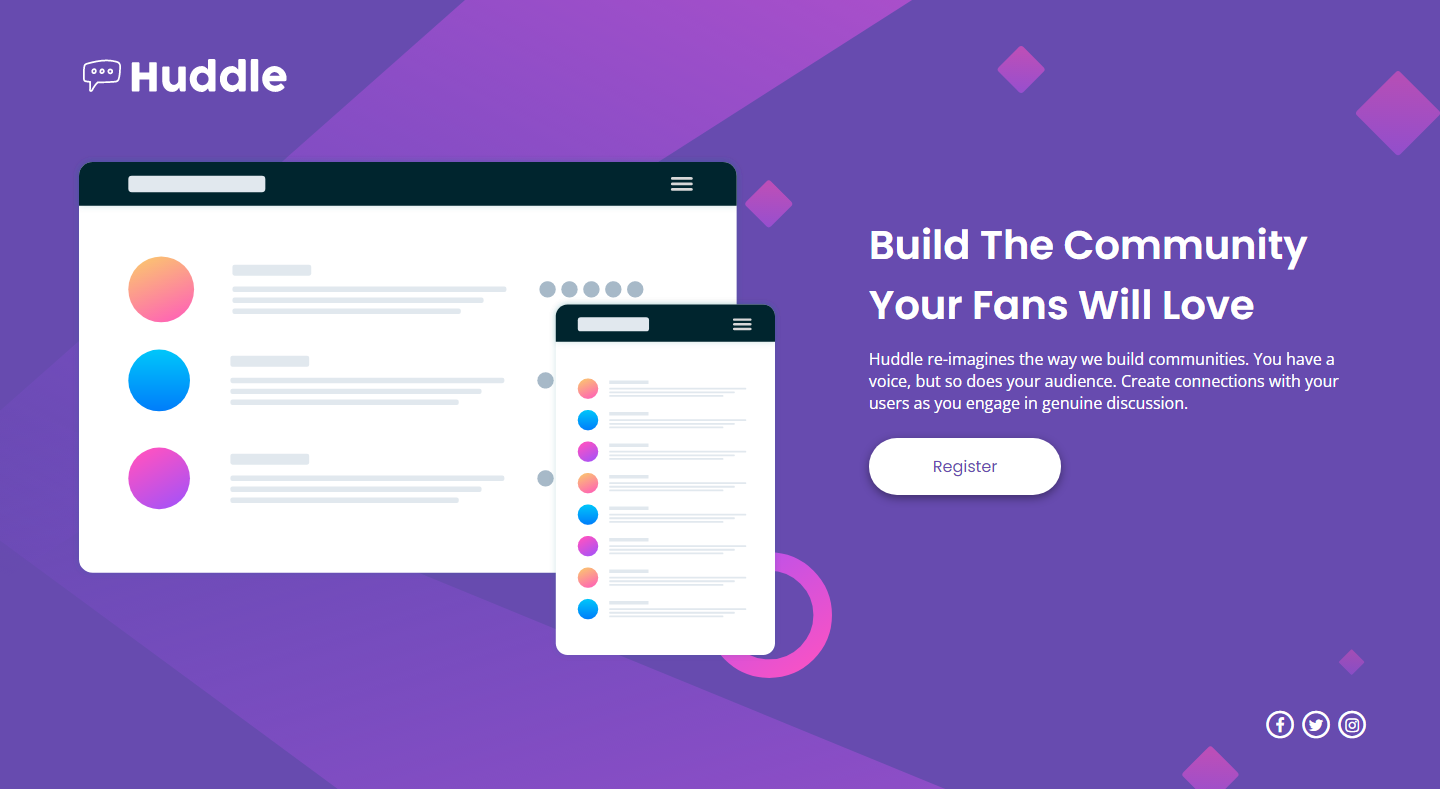 Huddle
Build The Community
Your Fans Will Love
Huddle re-imagines the way we build communities. You have a
voice, but so does your audience. Create connections with your
users as you engage in genuine discussion.
Register